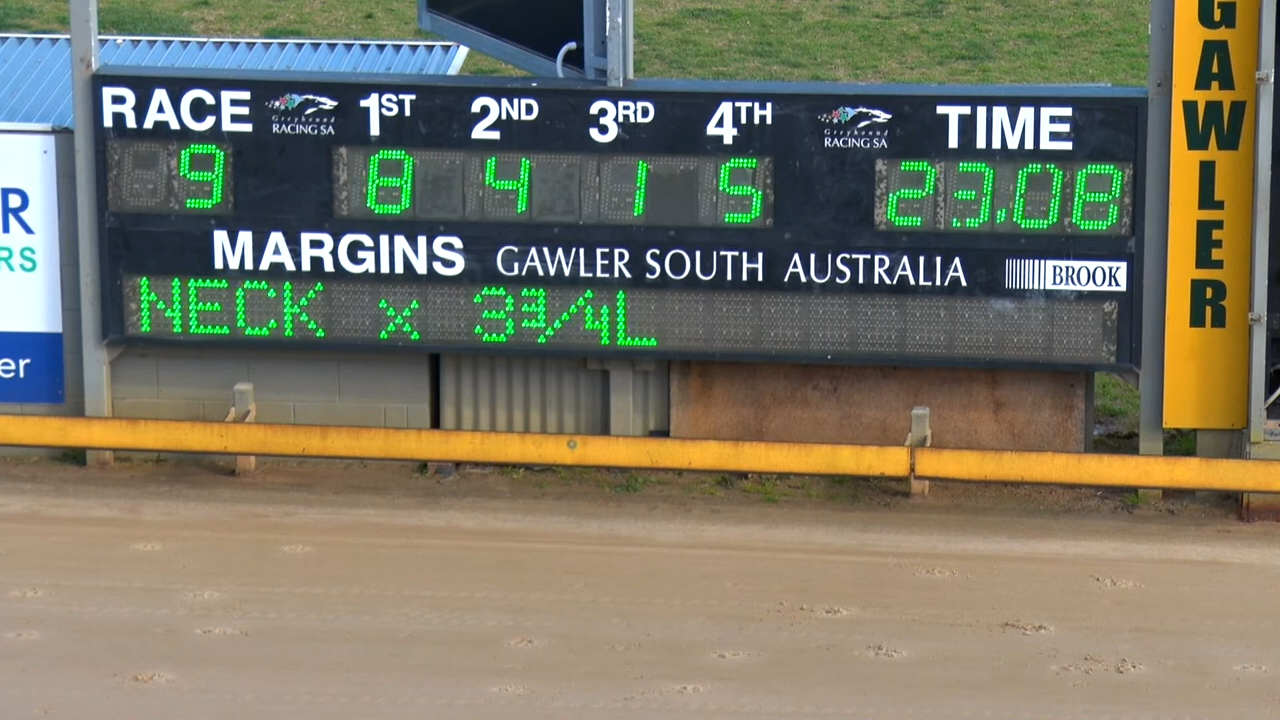 RACE Greyhound RACING SA 1ST 2ND 3RD 4TH Greyhound RACING SA TIME
9 8 4 1 5 23.08
MARGINS GAWLER SOUTH AUSTRALIA BROOK
NECK x 3 3/4L
GAWLER
R
RS
er